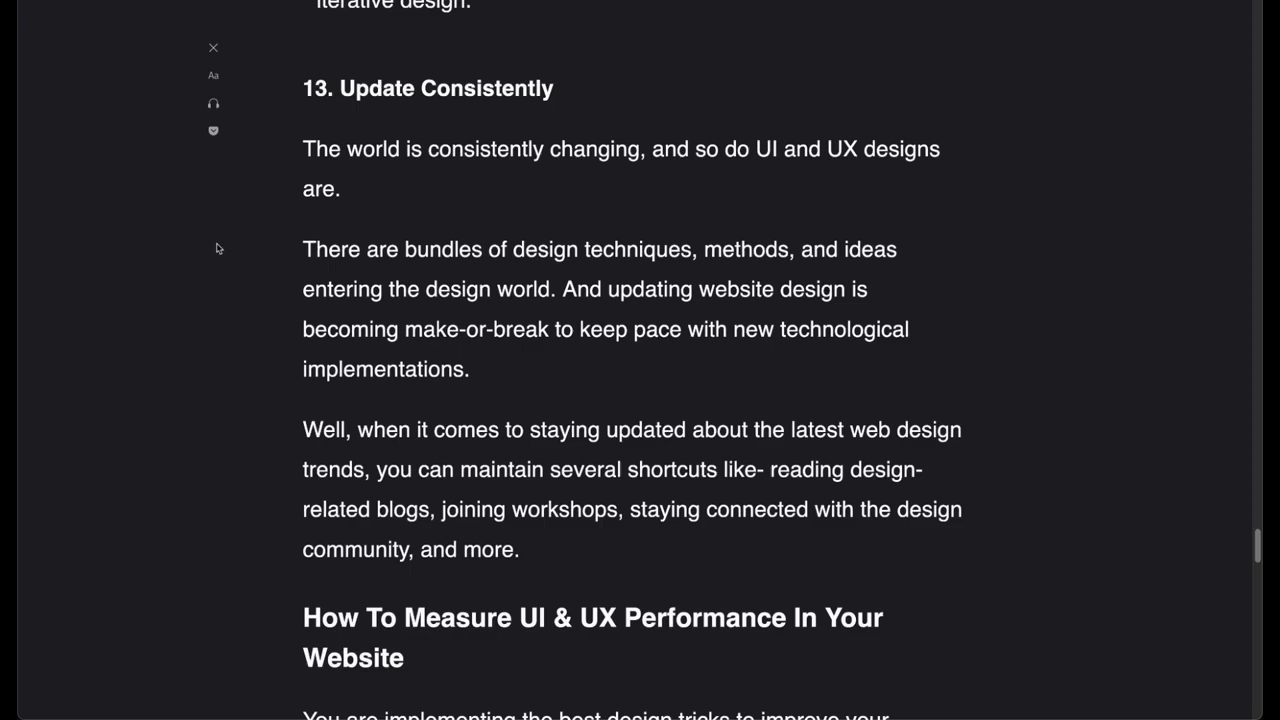 iterative design.
Aa
13. Update Consistently
The world is consistently changing, and so do UI and UX designs
are.
There are bundles of design techniques, methods, and ideas
entering the design world. And updating website design is
becoming make-or-break to keep pace with new technological
implementations.
Well, when it comes to staying updated about the latest web design
trends, you can maintain several shortcuts like- reading design-
related blogs, joining workshops, staying connected with the design
community, and more.
How To Measure UI & UX Performance In Your
Website
You are implementing the best design tricks to improve your